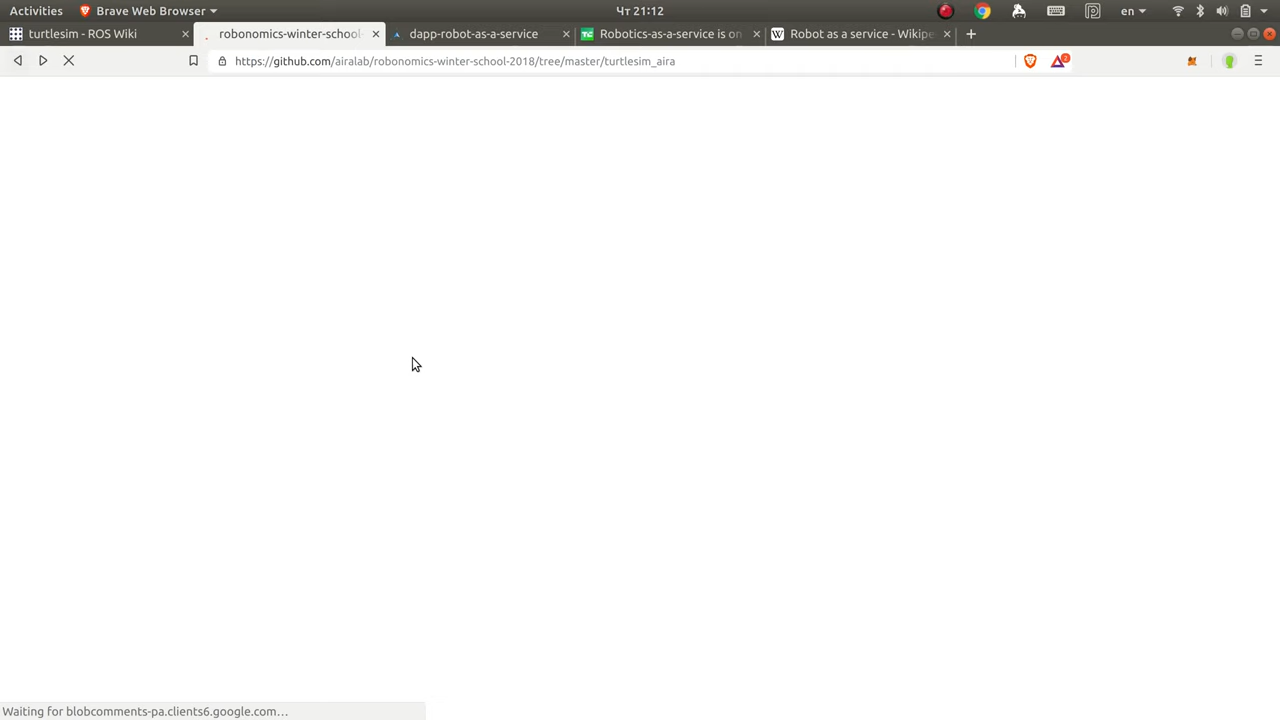 Activities Brave Web Browser Чт 21:12 en
turtlesim - ROS Wiki robonomics-winter-school- dapp-robot-as-a-service Robotics-as-a-service is on Robot as a service - Wikipe
https://github.com/airalab/robonomics-winter-school-2018/tree/master/turtlesim_aira 2
Waiting for blobcomments-pa.clients6.google.com…